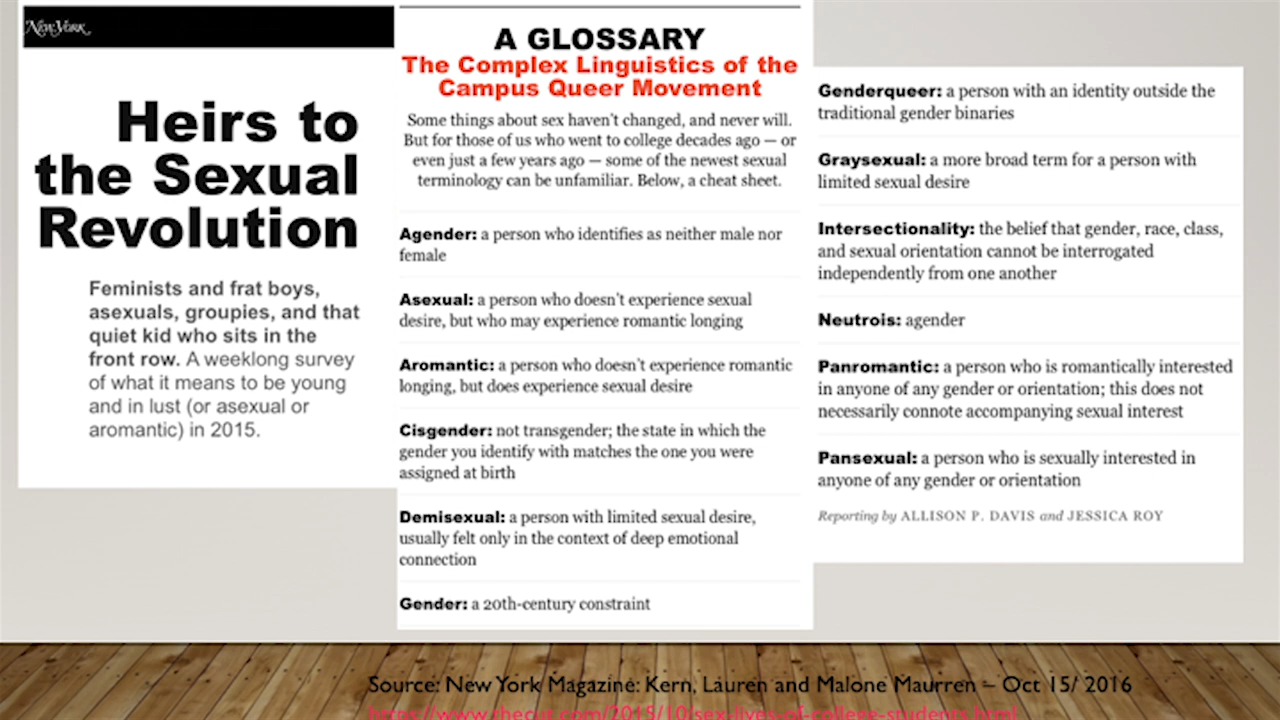 New York
Heirs to
the Sexual
Revolution
Feminists and frat boys,
asexuals, groupies, and that
quiet kid who sits in the
front row. A weeklong survey
of what it means to be young
and in lust (or asexual or
aromantic) in 2015.
A GLOSSARY
The Complex Linguistics of the
Campus Queer Movement
Some things about sex haven't changed, and never will.
But for those of us who went to college decades ago — or
even just a few years ago — some of the newest sexual
terminology can be unfamiliar. Below, a cheat sheet.
Agender: a person who identifies as neither male nor
female
Asexual: a person who doesn't experience sexual
desire, but who may experience romantic longing
Aromantic: a person who doesn't experience romantic
longing, but does experience sexual desire
Cisgender: not transgender; the state in which the
gender you identify with matches the one you were
assigned at birth
Demisexual: a person with limited sexual desire,
usually felt only in the context of deep emotional
connection
Gender: a 20th-century constraint
Genderqueer: a person with an identity outside the
traditional gender binaries
Graysexual: a more broad term for a person with
limited sexual desire
Intersectionality: the belief that gender, race, class,
and sexual orientation cannot be interrogated
independently from one another
Neutrois: agender
Panromantic: a person who is romantically interested
in anyone of any gender or orientation; this does not
necessarily connote accompanying sexual interest
Pansexual: a person who is sexually interested in
anyone of any gender or orientation
Reporting by ALLISON P. DAVIS and JESSICA ROY
Source: New York Magazine: Kern, Lauren and Malone Maurren – Oct 15/ 2016
https://www.thecut.com/2015/10/sex-lives-of-college-students.html